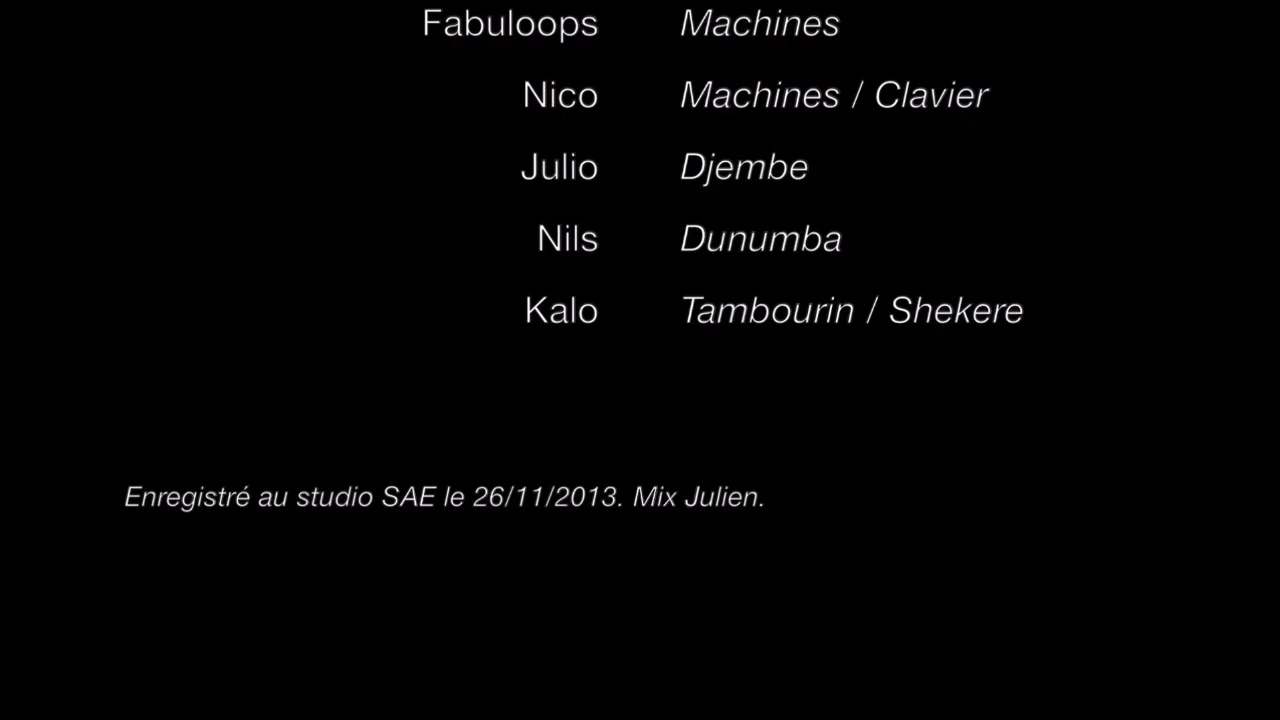 Fabuloops Machines
Nico Machines / Clavier
Julio Djembe
Nils Dunumba
Kalo Tambourin / Shekere
Enregistré au studio SAE le 26/11/2013. Mix Julien.